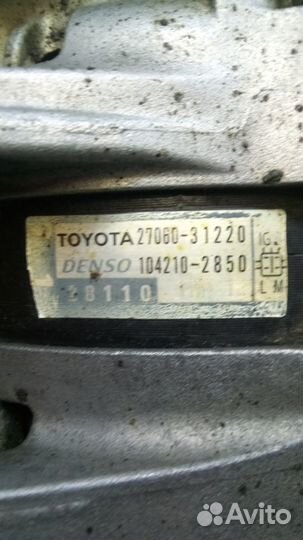 TOYOTA 27060-31220
DENSO 104210-2850
IG
L M
Avito